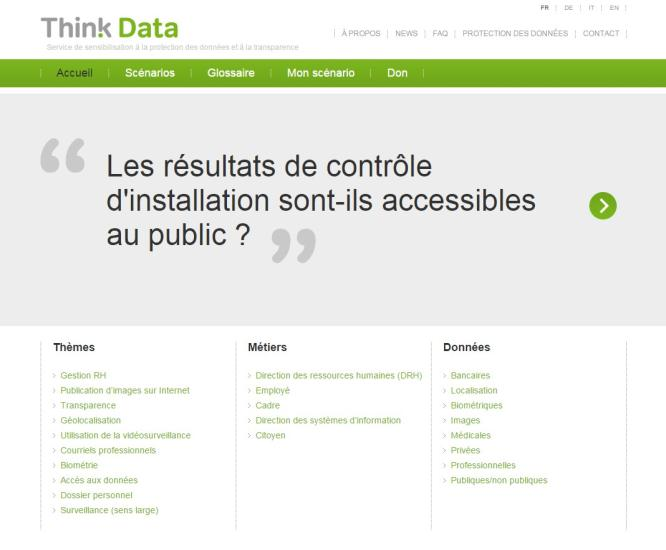 FR | DE | IT | EN |
Think Data
Service de sensibilisation à la protection des données et à la transparence
| À PROPOS | NEWS | FAQ | PROTECTION DES DONNÉES | CONTACT |
| Accueil | Scénarios | Glossaire | Mon scénario | Don |
“ Les résultats de contrôle
d'installation sont-ils accessibles
au public ? ”
Thèmes
Gestion RH
Publication d'images sur Internet
Transparence
Géolocalisation
Utilisation de la vidéosurveillance
Courriels professionnels
Biométrie
Accès aux données
Dossier personnel
Surveillance (sens large)
Métiers
Direction des ressources humaines (DRH)
Employé
Cadre
Direction des systèmes d'information
Citoyen
Données
Bancaires
Localisation
Biométriques
Images
Médicales
Privées
Professionnelles
Publiques/non publiques